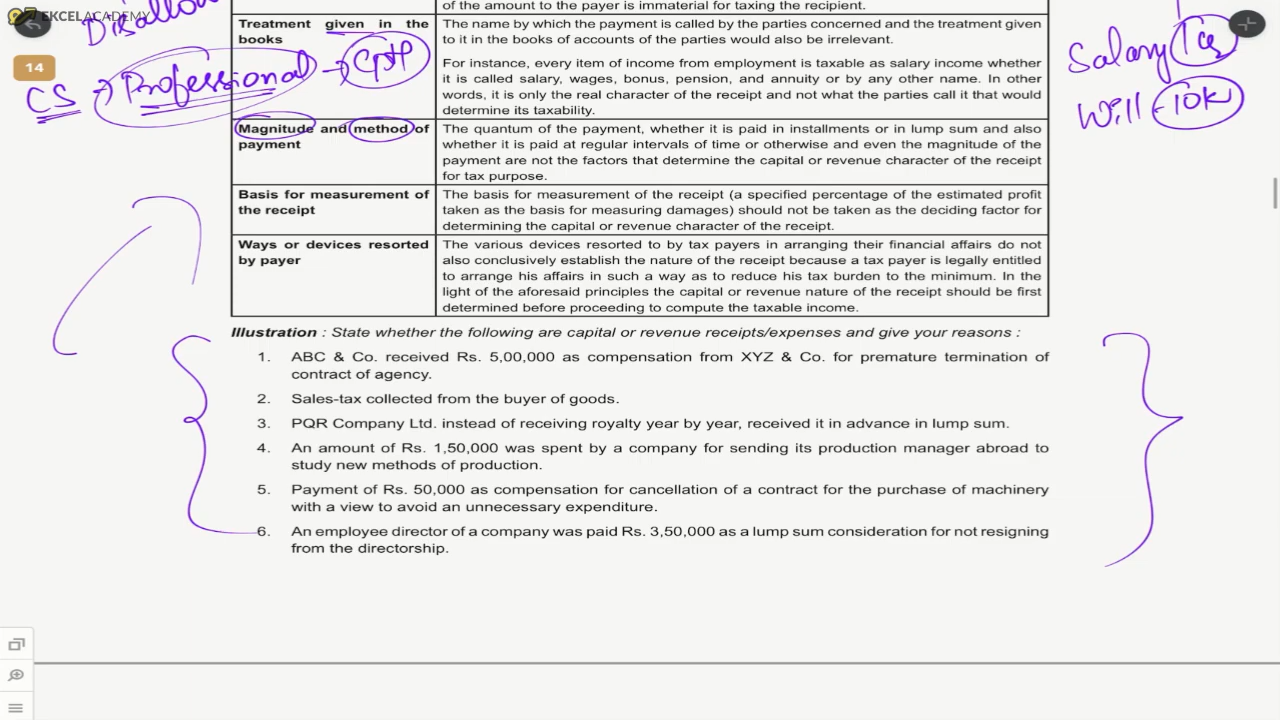 of the amount to the payer is immaterial for taxing the recipient.
EKCELACADEMY
Treatment given in the books
The name by which the payment is called by the parties concerned and the treatment given
to it in the books of accounts of the parties would also be irrelevant.
For instance, every item of income from employment is taxable as salary income whether
it is called salary, wages, bonus, pension, and annuity or by any other name. In other
words, it is only the real character of the receipt and not what the parties call it that would
determine its taxability.
14
CS → Professional → PGBP
Salary Tax
Will - 10K
Magnitude and method of
payment
The quantum of the payment, whether it is paid in installments or in lump sum and also
whether it is paid at regular intervals of time or otherwise and even the magnitude of the
payment are not the factors that determine the capital or revenue character of the receipt
for tax purpose.
Basis for measurement of
the receipt
The basis for measurement of the receipt (a specified percentage of the estimated profit
taken as the basis for measuring damages) should not be taken as the deciding factor for
determining the capital or revenue character of the receipt.
Ways or devices resorted
by payer
The various devices resorted to by tax payers in arranging their financial affairs do not
also conclusively establish the nature of the receipt because a tax payer is legally entitled
to arrange his affairs in such a way as to reduce his tax burden to the minimum. In the
light of the aforesaid principles the capital or revenue nature of the receipt should be first
determined before proceeding to compute the taxable income.
Illustration : State whether the following are capital or revenue receipts/expenses and give your reasons :
1. ABC & Co. received Rs. 5,00,000 as compensation from XYZ & Co. for premature termination of
contract of agency.
2. Sales-tax collected from the buyer of goods.
3. PQR Company Ltd. instead of receiving royalty year by year, received it in advance in lump sum.
4. An amount of Rs. 1,50,000 was spent by a company for sending its production manager abroad to
study new methods of production.
5. Payment of Rs. 50,000 as compensation for cancellation of a contract for the purchase of machinery
with a view to avoid an unnecessary expenditure.
6. An employee director of a company was paid Rs. 3,50,000 as a lump sum consideration for not resigning
from the directorship.